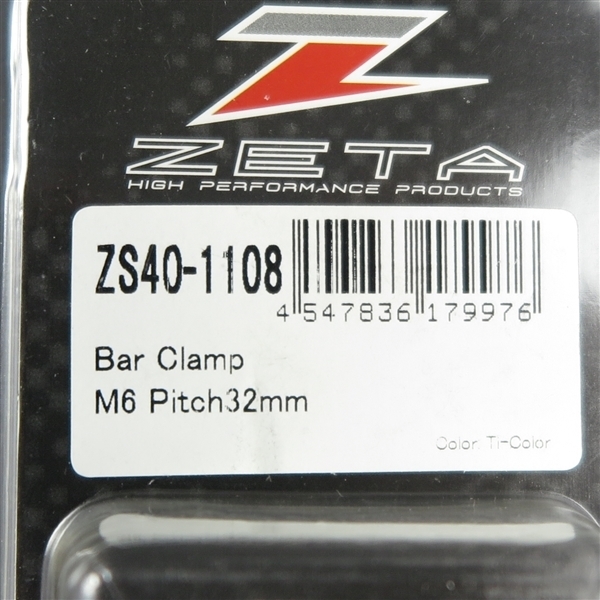 ZETA
HIGH PERFORMANCE PRODUCTS
ZS40-1108
4 547836 179976
Bar Clamp
M6 Pitch32mm
Color: Ti-Color